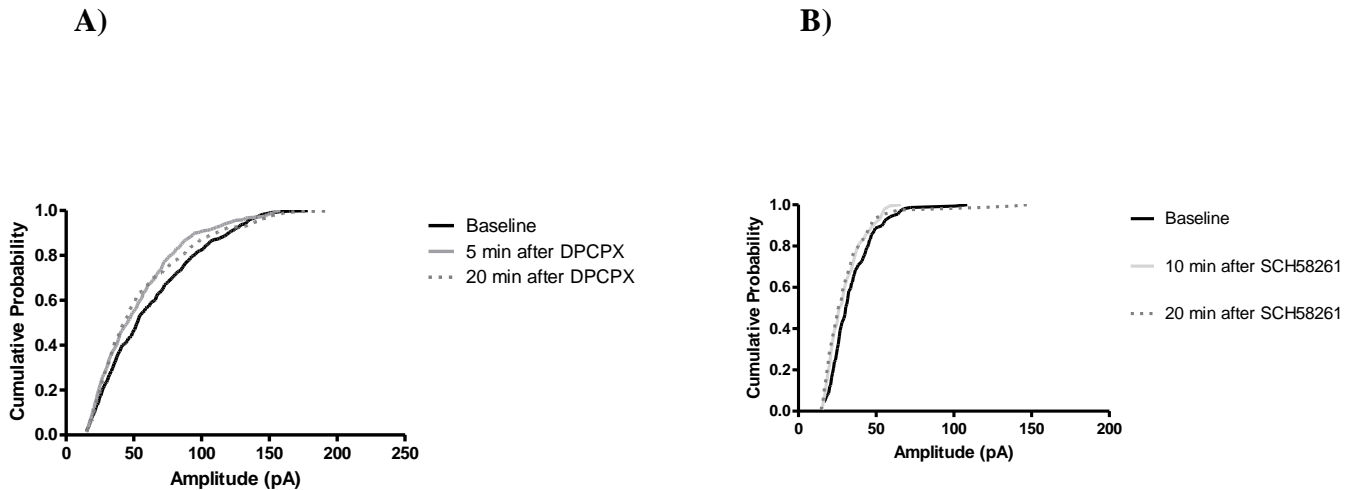 A)
Cumulative Probability
1.0
0.8
0.6
0.4
0.2
0.0
0 50 100 150 200 250
Amplitude (pA)
Baseline
5 min after DPCPX
20 min after DPCPX
B)
Cumulative Probability
1.0
0.8
0.6
0.4
0.2
0.0
0 50 100 150 200
Amplitude (pA)
Baseline
10 min after SCH58261
20 min after SCH58261